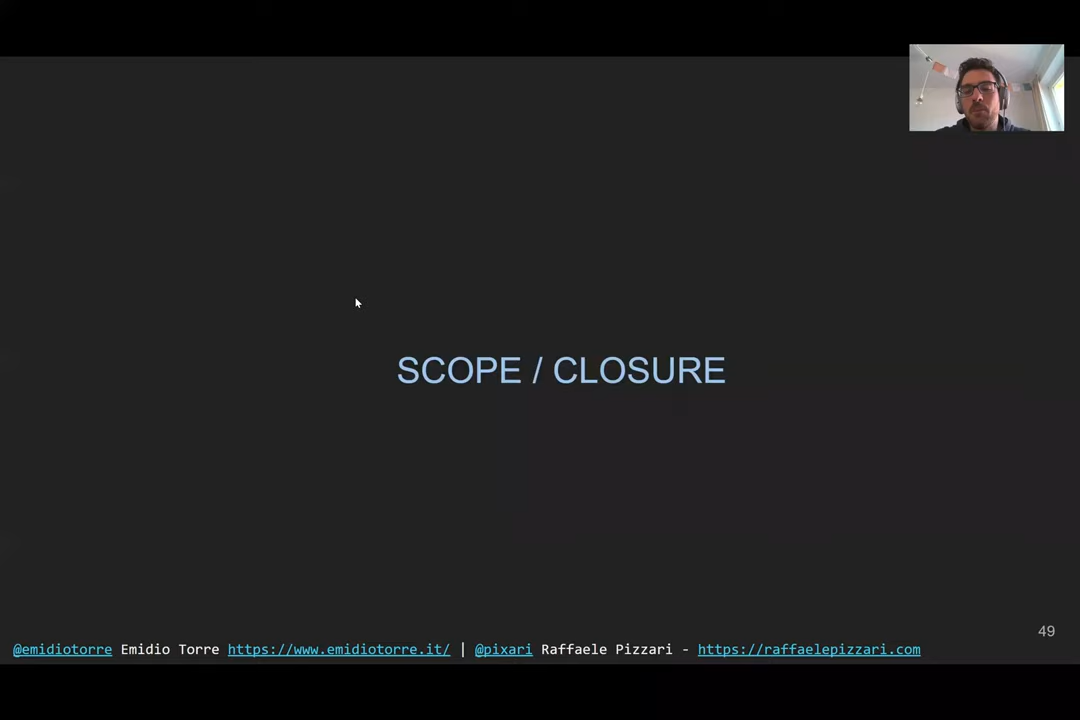 SCOPE / CLOSURE
49
@emidiotorre Emidio Torre https://www.emidiotorre.it/ | @pixari Raffaele Pizzari - https://raffaelepizzari.com